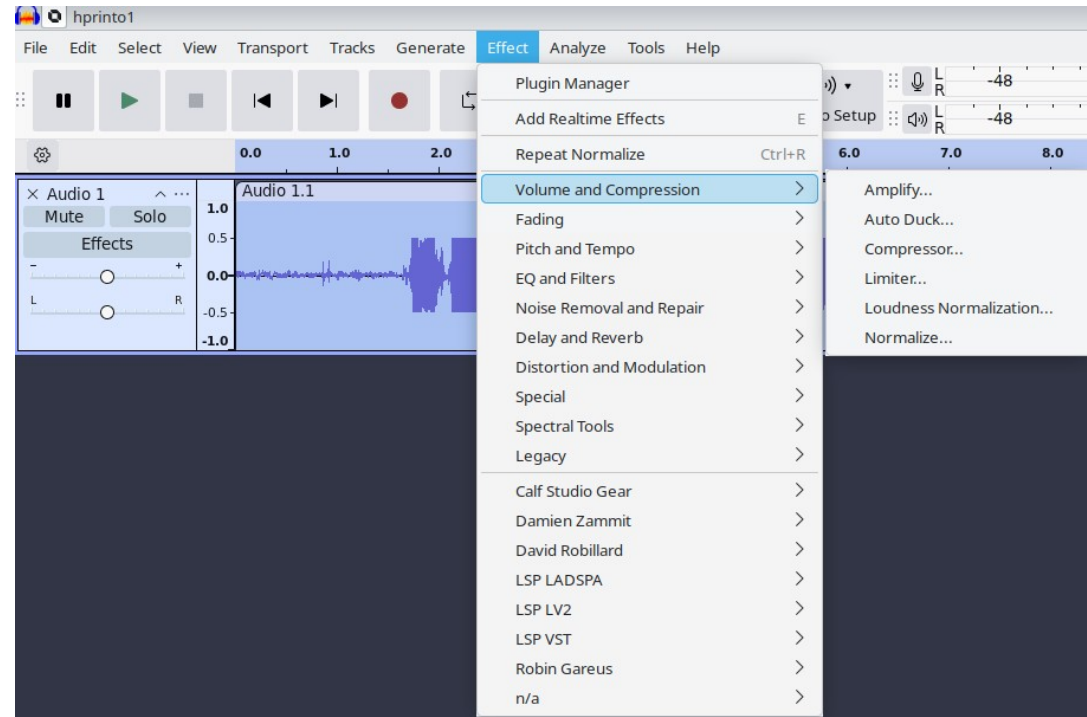 hprinto1
File Edit Select View Transport Tracks Generate Effect Analyze Tools Help
L
R
-48
Setup
L
R
-48
0.0 1.0 2.0 6.0 7.0 8.0
Audio 1 ...
Mute Solo
Effects
- +
L R
1.0
0.5
0.0
-0.5
-1.0
Audio 1.1
Plugin Manager
Add Realtime Effects E
Repeat Normalize Ctrl+R
Volume and Compression
Fading
Pitch and Tempo
EQ and Filters
Noise Removal and Repair
Delay and Reverb
Distortion and Modulation
Special
Spectral Tools
Legacy
Calf Studio Gear
Damien Zammit
David Robillard
LSP LADSPA
LSP LV2
LSP VST
Robin Gareus
n/a
Amplify...
Auto Duck...
Compressor...
Limiter...
Loudness Normalization...
Normalize...